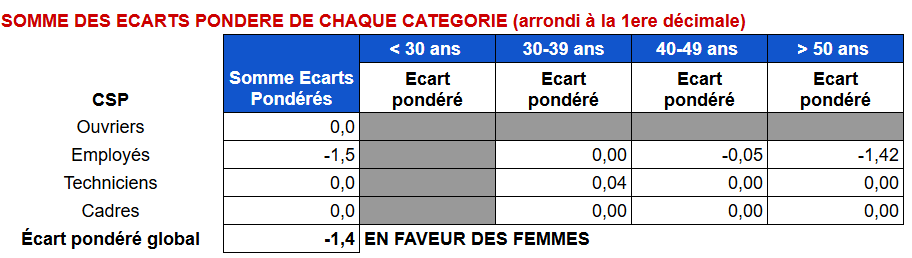 SOMME DES ECARTS PONDERE DE CHAQUE CATEGORIE (arrondi à la 1ere décimale)
< 30 ans 30-39 ans 40-49 ans > 50 ans
CSP Somme Ecarts Pondérés Ecart pondéré Ecart pondéré Ecart pondéré Ecart pondéré
Ouvriers 0,0
Employés -1,5 0,00 -0,05 -1,42
Techniciens 0,0 0,04 0,00 0,00
Cadres 0,0 0,00 0,00 0,00
Écart pondéré global -1,4 EN FAVEUR DES FEMMES